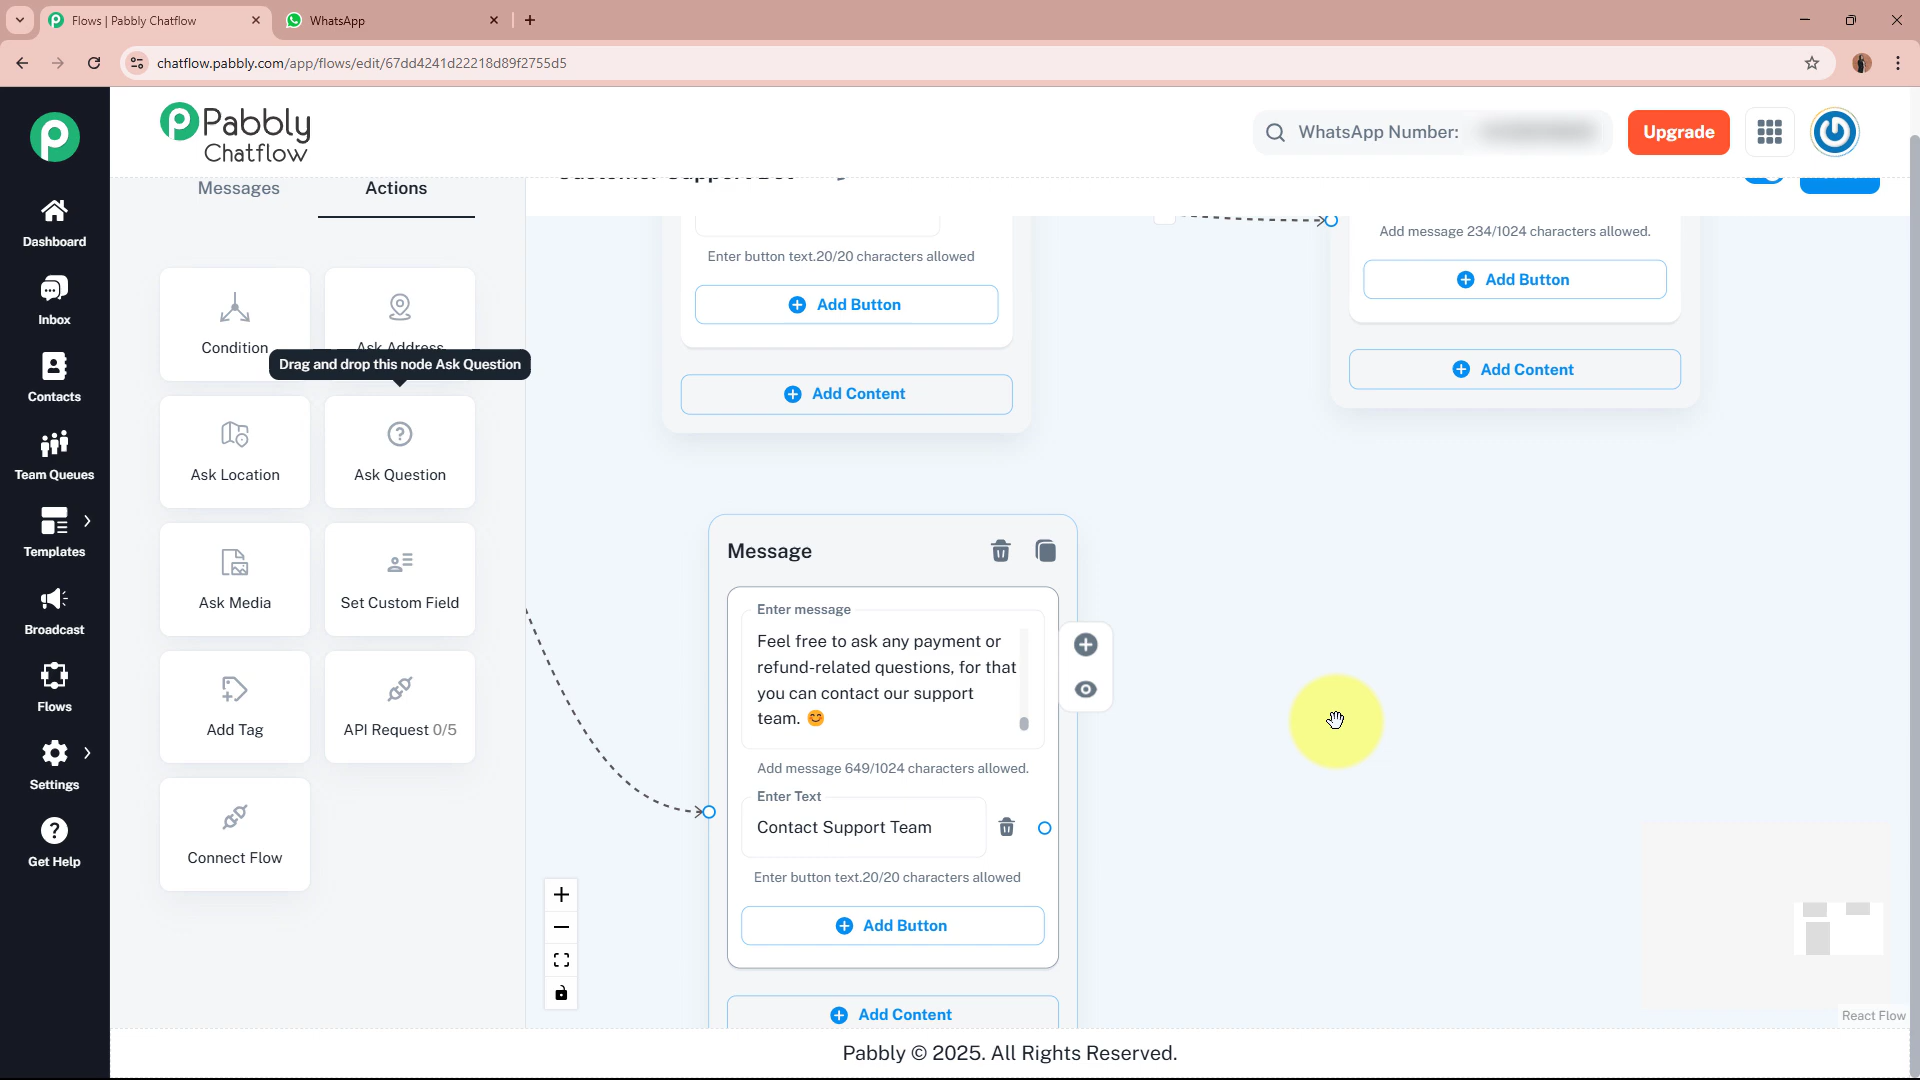 Flows | Pabbly Chatflow
WhatsApp
chatflow.pabbly.com/app/flows/edit/67dd4241d22218d89f2755d5
Pabbly
Chatflow
WhatsApp Number:
Upgrade
Dashboard
Inbox
Contacts
Team Queues
Templates
Broadcast
Flows
Settings
Get Help
Messages
Actions
Condition
Ask Address
Drag and drop this node Ask Question
Ask Location
Ask Question
Ask Media
Set Custom Field
Add Tag
API Request 0/5
Connect Flow
Enter button text.20/20 characters allowed
Add Button
Add Content
Add message 234/1024 characters allowed.
Add Button
Add Content
Message
Enter message
Feel free to ask any payment or
refund-related questions, for that
you can contact our support
team. 😊
Add message 649/1024 characters allowed.
Enter Text
Contact Support Team
Enter button text.20/20 characters allowed
Add Button
Add Content
React Flow
Pabbly © 2025. All Rights Reserved.